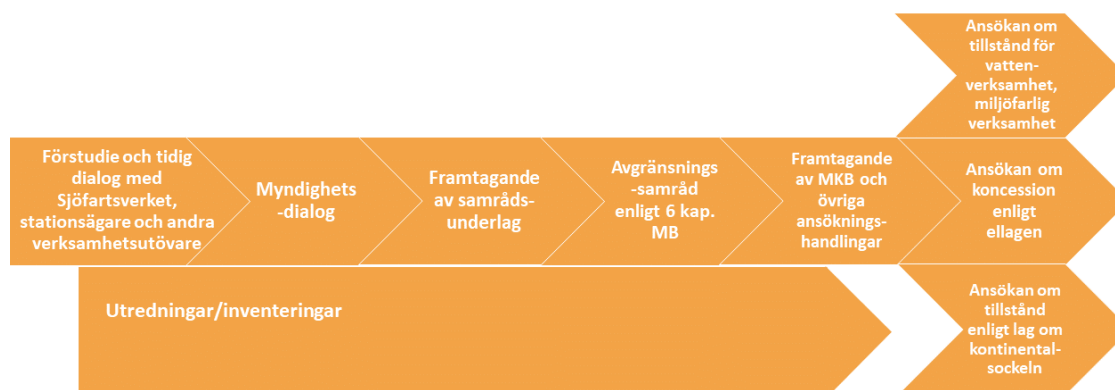 Ansökan om
tillstånd för
vatten-
verksamhet,
miljöfarlig
verksamhet
Förstudie och tidig
dialog med
Sjöfartsverket,
stationsägare och andra
verksamhetsutövare
Myndighets
-dialog
Framtagande
av samråds-
underlag
Avgränsnings
-samråd
enligt 6 kap.
MB
Framtagande
av MKB och
övriga
ansöknings-
handlingar
Ansökan om
koncession
enligt
ellagen
Utredningar/inventeringar
Ansökan om
tillstånd
enligt lag om
kontinental-
sockeln